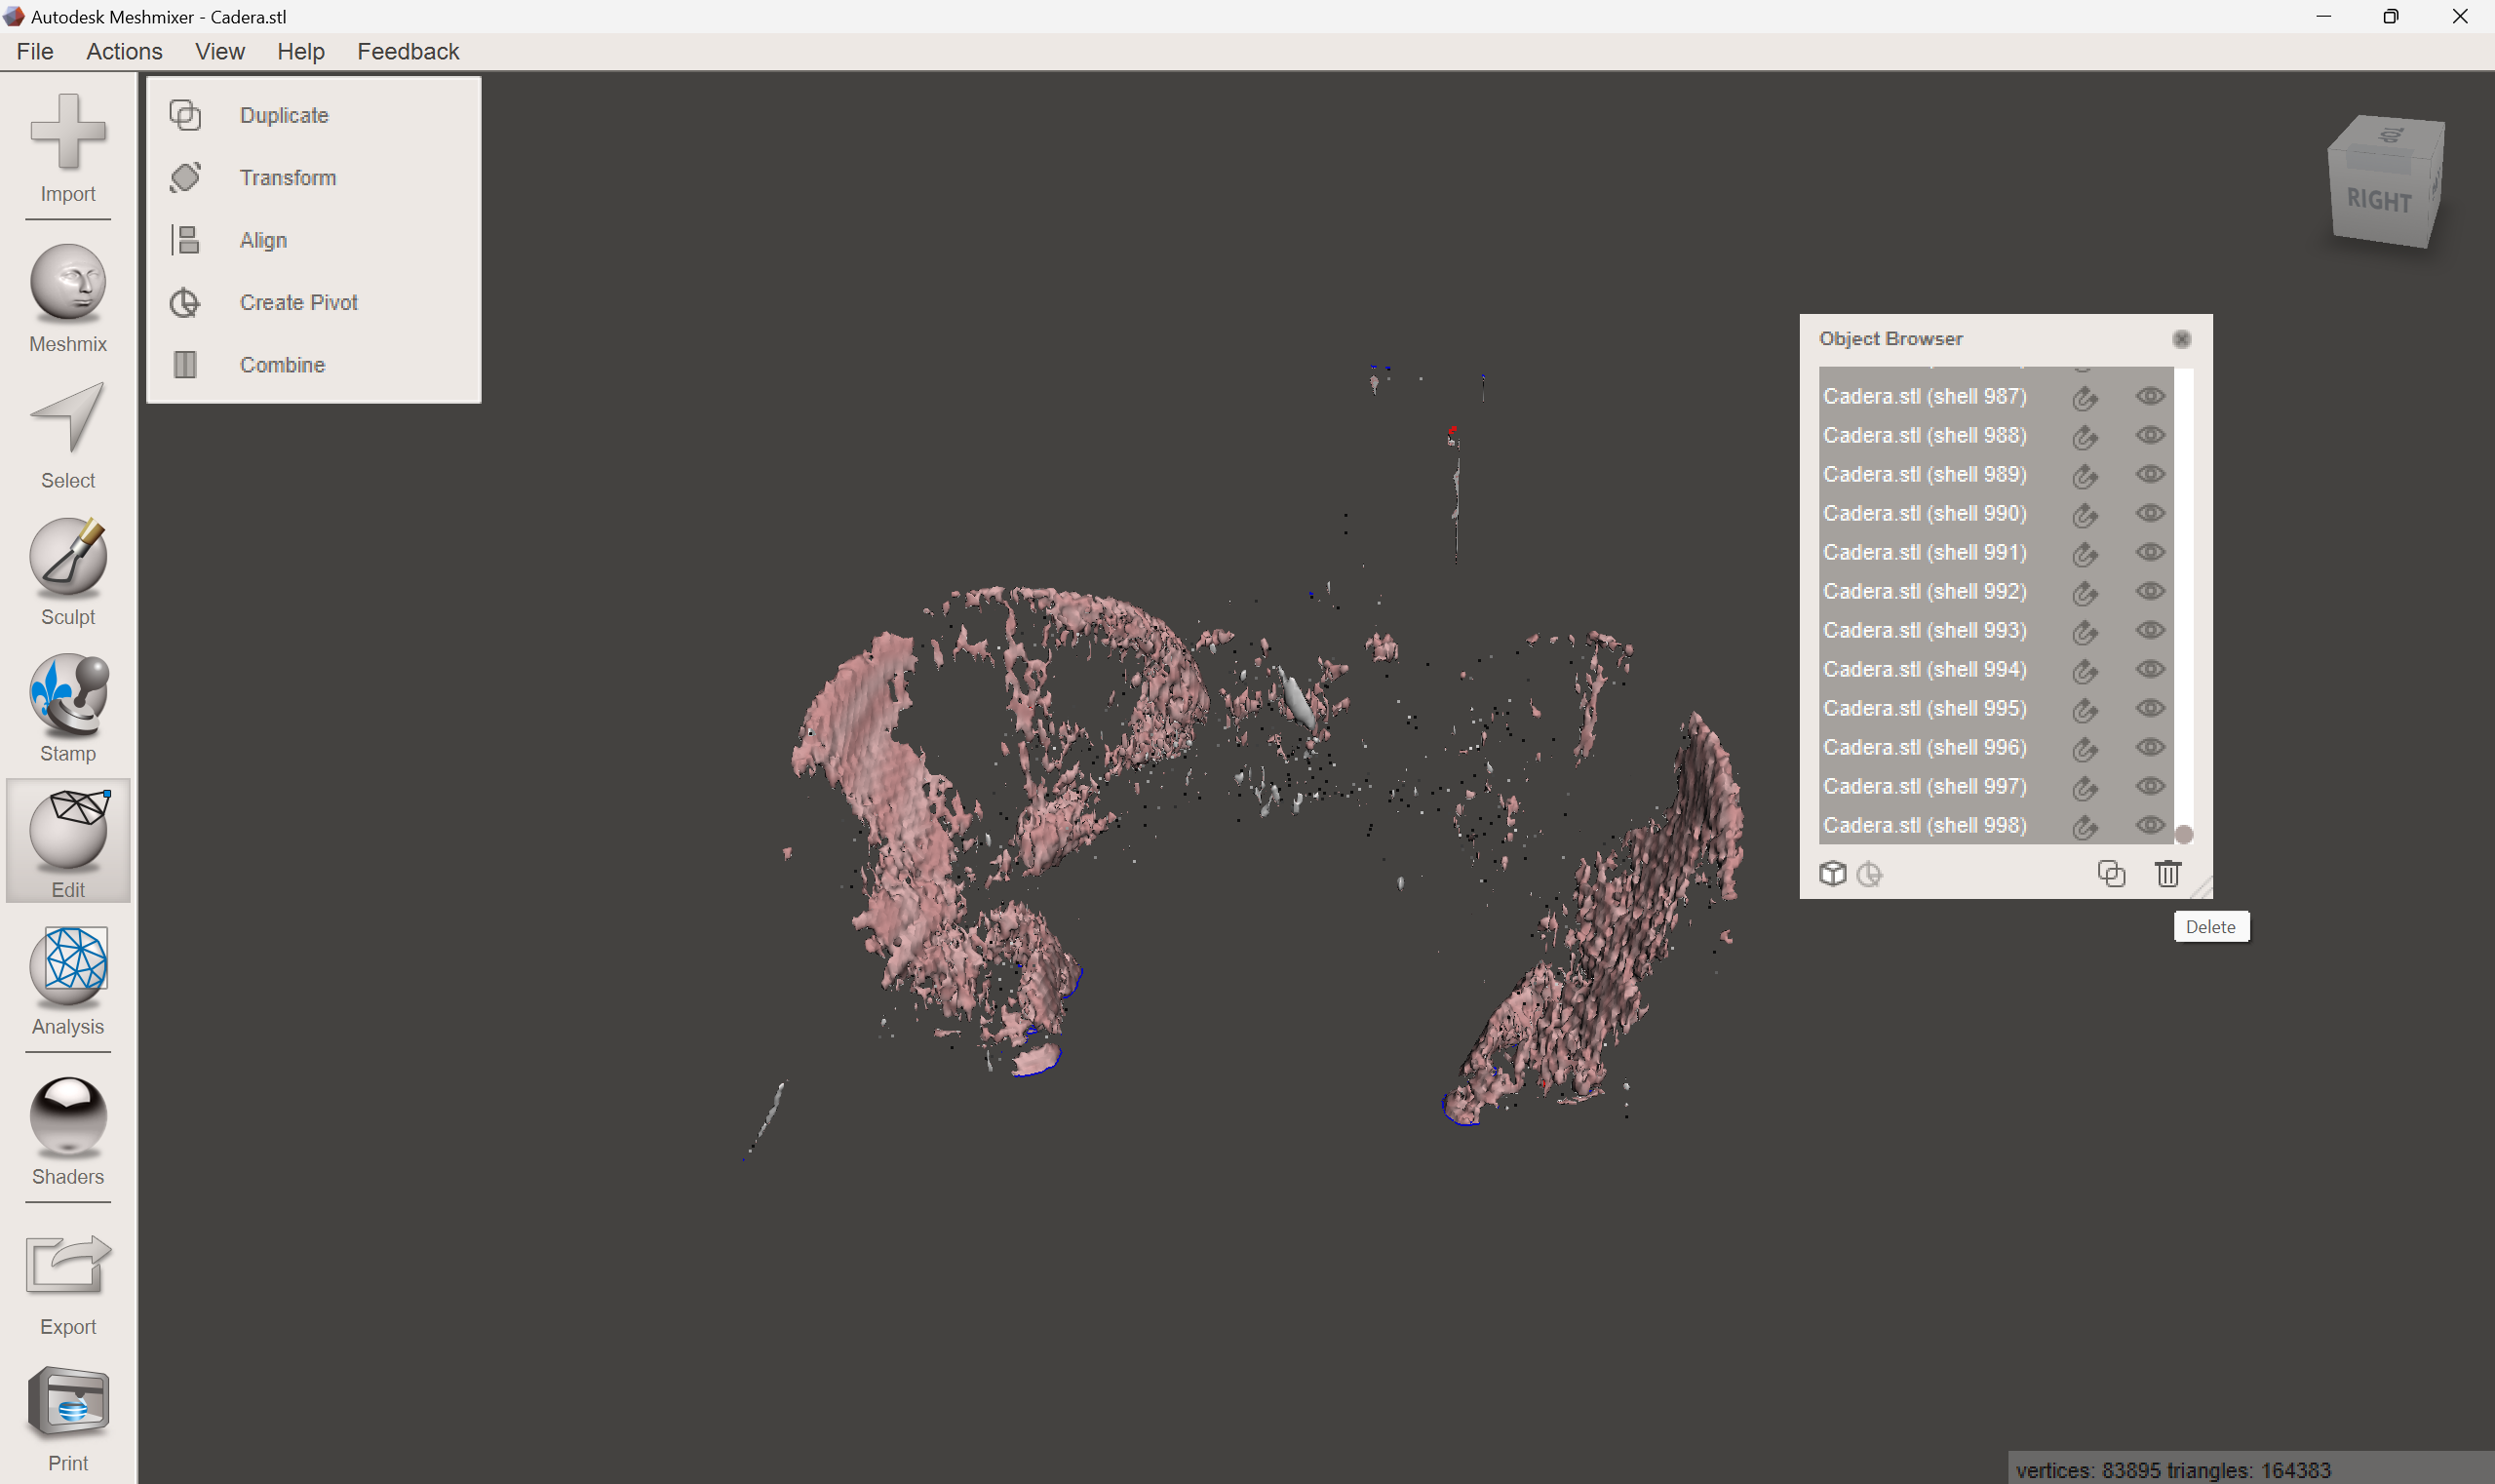 Autodesk Meshmixer - Cadera.stl
File Actions View Help Feedback
Import
Meshmix
Select
Sculpt
Stamp
Edit
Analysis
Shaders
Export
Print
Duplicate
Transform
Align
Create Pivot
Combine
TOP
RIGHT
Object Browser
Cadera.stl (shell 987)
Cadera.stl (shell 988)
Cadera.stl (shell 989)
Cadera.stl (shell 990)
Cadera.stl (shell 991)
Cadera.stl (shell 992)
Cadera.stl (shell 993)
Cadera.stl (shell 994)
Cadera.stl (shell 995)
Cadera.stl (shell 996)
Cadera.stl (shell 997)
Cadera.stl (shell 998)
Delete
vertices: 83895 triangles: 164383